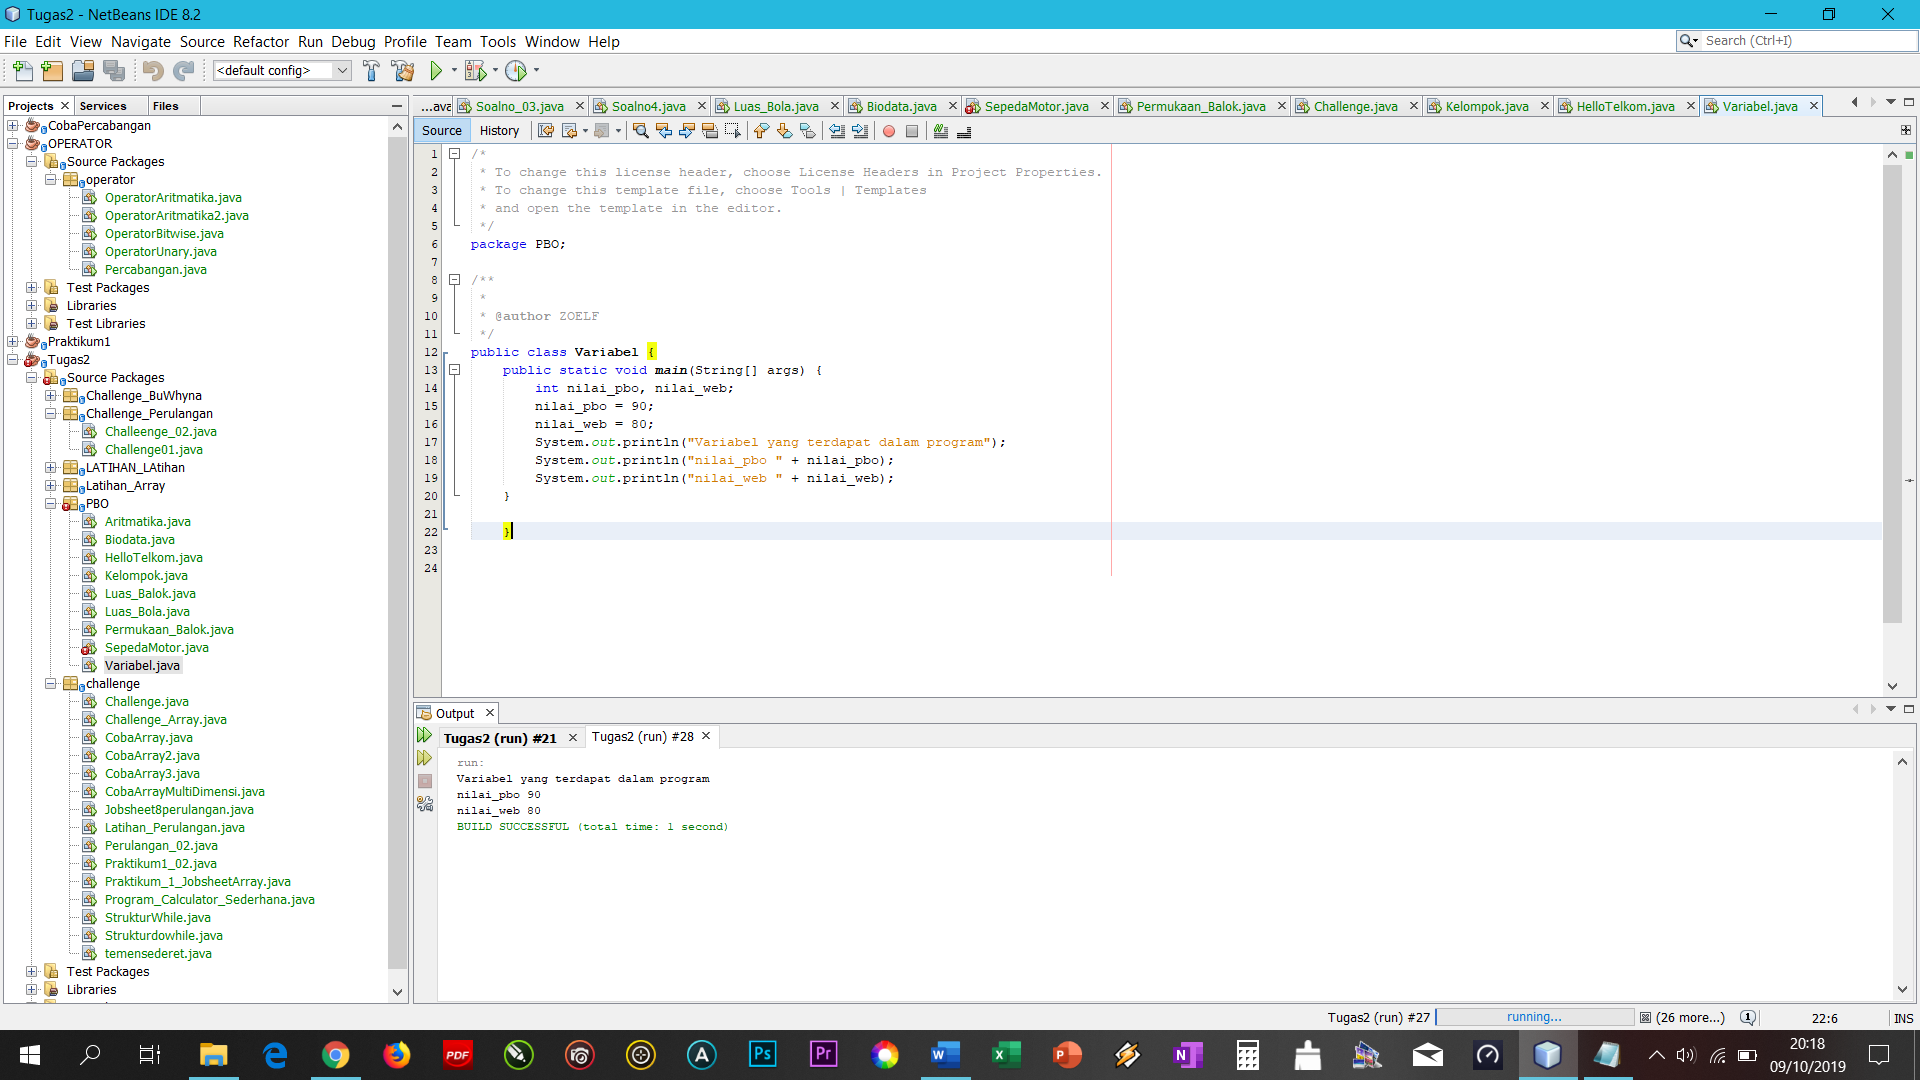 Tugas2 - NetBeans IDE 8.2
File Edit View Navigate Source Refactor Run Debug Profile Team Tools Window Help
Search (Ctrl+I)
<default config>
Projects Services Files
CobaPercabangan
OPERATOR
Source Packages
operator
OperatorAritmatika.java
OperatorAritmatika2.java
OperatorBitwise.java
OperatorUnary.java
Percabangan.java
Test Packages
Libraries
Test Libraries
Praktikum1
Tugas2
Source Packages
Challenge_BuWhyna
Challenge_Perulangan
Challeenge_02.java
Challenge01.java
LATIHAN_LAtihan
Latihan_Array
PBO
Aritmatika.java
Biodata.java
HelloTelkom.java
Kelompok.java
Luas_Balok.java
Luas_Bola.java
Permukaan_Balok.java
SepedaMotor.java
Variabel.java
challenge
Challenge.java
Challenge_Array.java
CobaArray.java
CobaArray2.java
CobaArray3.java
CobaArrayMultiDimensi.java
Jobsheet8perulangan.java
Latihan_Perulangan.java
Perulangan_02.java
Praktikum1_02.java
Praktikum_1_JobsheetArray.java
Program_Calculator_Sederhana.java
StrukturWhile.java
Strukturdowhile.java
temensederet.java
Test Packages
Libraries
...ava Soalno_03.java Soalno4.java Luas_Bola.java Biodata.java SepedaMotor.java Permukaan_Balok.java Challenge.java Kelompok.java HelloTelkom.java Variabel.java
Source History
1 /*
2 * To change this license header, choose License Headers in Project Properties.
3 * To change this template file, choose Tools | Templates
4 * and open the template in the editor.
5 */
6 package PBO;
7
8 /**
9 *
10 * @author ZOELF
11 */
12 public class Variabel {
13 public static void main(String[] args) {
14 int nilai_pbo, nilai_web;
15 nilai_pbo = 90;
16 nilai_web = 80;
17 System.out.println("Variabel yang terdapat dalam program");
18 System.out.println("nilai_pbo " + nilai_pbo);
19 System.out.println("nilai_web " + nilai_web);
20 }
21
22 }
23
24
Output
Tugas2 (run) #21 Tugas2 (run) #28
run:
Variabel yang terdapat dalam program
nilai_pbo 90
nilai_web 80
BUILD SUCCESSFUL (total time: 1 second)
Tugas2 (run) #27 running... (26 more...) 1 22:6 INS
PDF A Ps Pr W X P N
20:18
09/10/2019